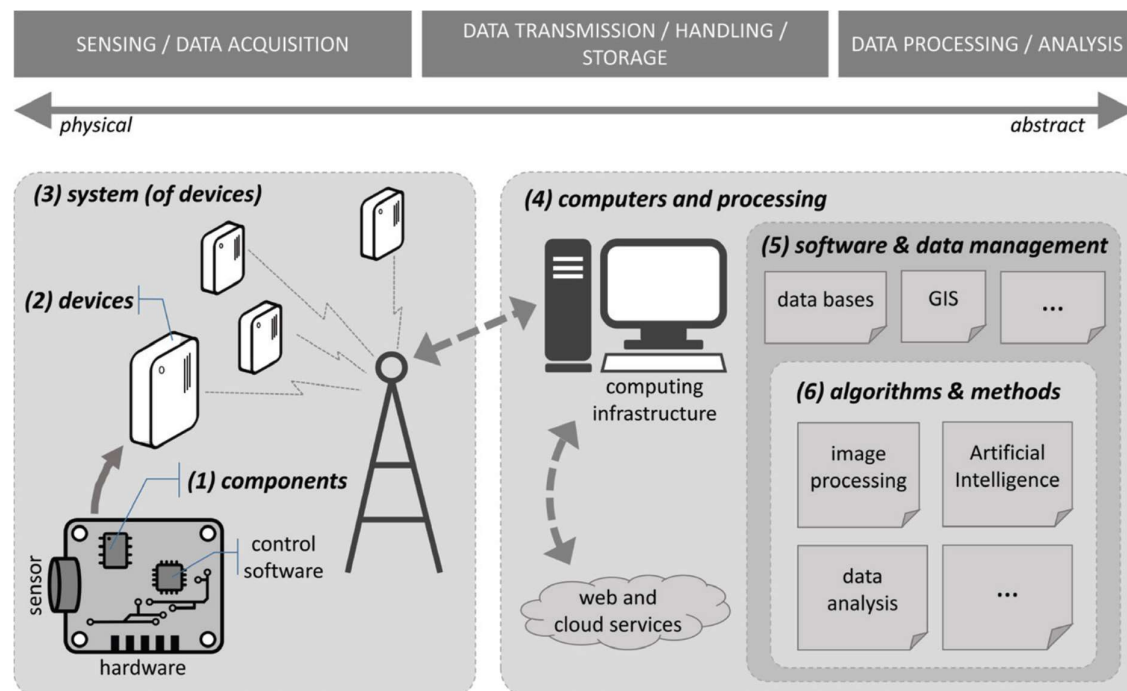 SENSING / DATA ACQUISITION
DATA TRANSMISSION / HANDLING /
STORAGE
DATA PROCESSING / ANALYSIS
physical
abstract
(3) system (of devices)
(2) devices
(1) components
control
software
sensor
hardware
(4) computers and processing
computing
infrastructure
web and
cloud services
(5) software & data management
data bases
GIS
...
(6) algorithms & methods
image
processing
Artificial
Intelligence
data
analysis
...